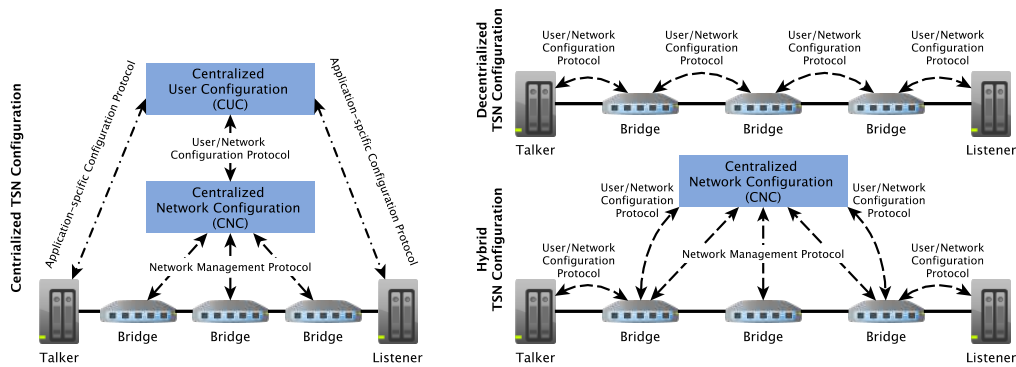 Centrialized TSN Configuration
Application-spcific Configuration Protocol
Centralized
User Configuration
(CUC)
Application-spcific Configuration Protocol
User/Network
Configuration Protocol
Centralized
Network Configuration
(CNC)
Network Management Protocol
Bridge
Bridge
Bridge
Talker
Listener
Decentrialized
TSN Configuration
User/Network
Configuration
Protocol
User/Network
Configuration
Protocol
User/Network
Configuration
Protocol
User/Network
Configuration
Protocol
Bridge
Bridge
Bridge
Talker
Listener
Hybrid
TSN Configuration
Centralized
Network Configuration
(CNC)
User/Network
Configuration
Protocol
User/Network
Configuration
Protocol
User/Network
Configuration
Protocol
Network Management Protocol
User/Network
Configuration
Protocol
Bridge
Bridge
Bridge
Talker
Listener